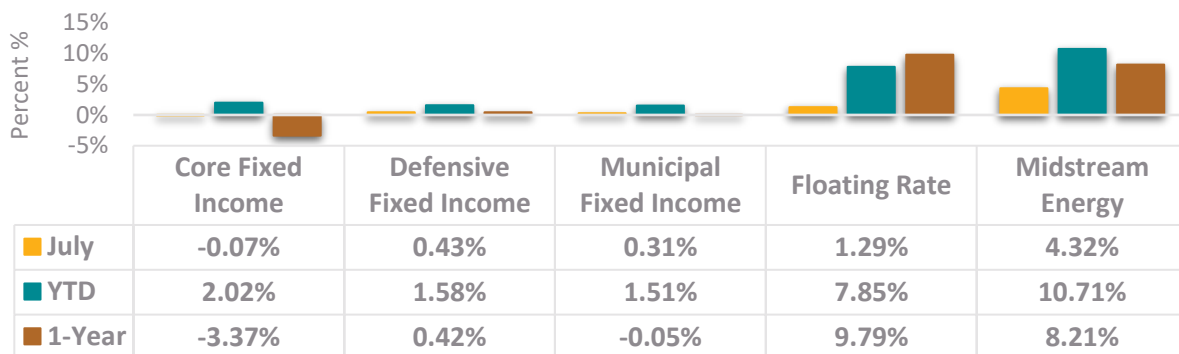 Percent %
15%
10%
5%
0%
-5%
Core Fixed Income
Defensive Fixed Income
Municipal Fixed Income
Floating Rate
Midstream Energy
July -0.07% 0.43% 0.31% 1.29% 4.32%
YTD 2.02% 1.58% 1.51% 7.85% 10.71%
1-Year -3.37% 0.42% -0.05% 9.79% 8.21%